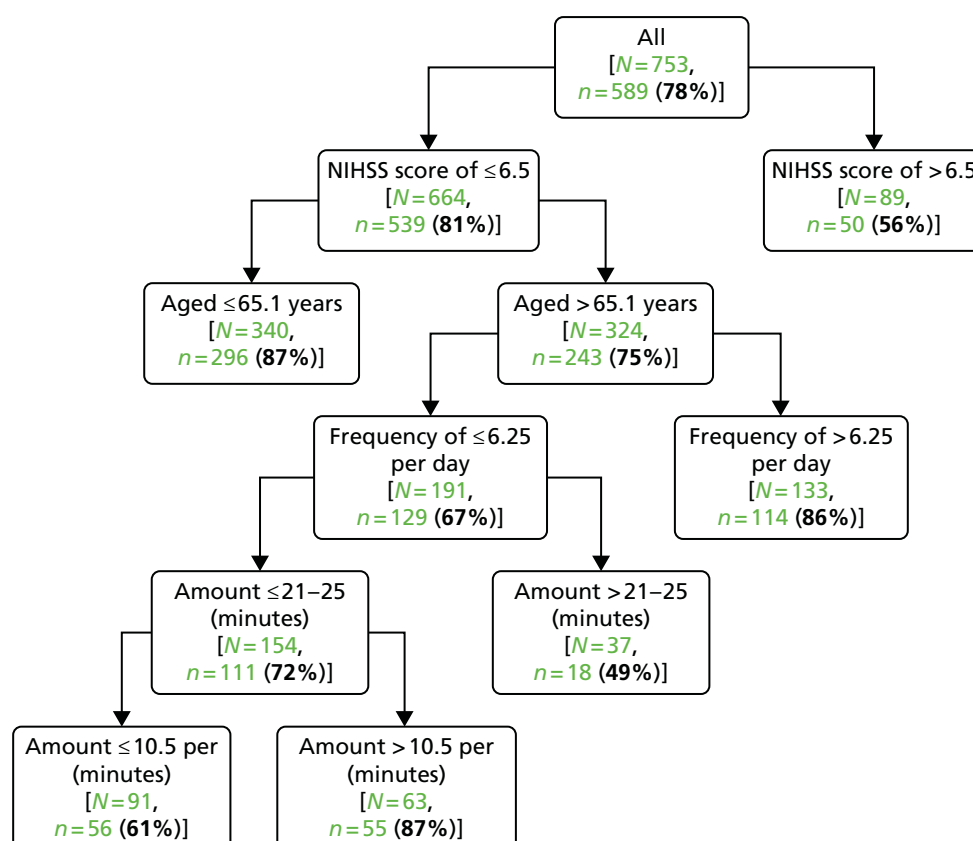 All
[N=753,
n=589 (78%)]
NIHSS score of ≤6.5
[N=664,
n=539 (81%)]
NIHSS score of >6.5
[N=89,
n=50 (56%)]
Aged ≤65.1 years
[N=340,
n=296 (87%)]
Aged >65.1 years
[N=324,
n=243 (75%)]
Frequency of ≤6.25
per day
[N=191,
n=129 (67%)]
Frequency of >6.25
per day
[N=133,
n=114 (86%)]
Amount ≤21–25
(minutes)
[N=154,
n=111 (72%)]
Amount >21–25
(minutes)
[N=37,
n=18 (49%)]
Amount ≤10.5 per
(minutes)
[N=91,
n=56 (61%)]
Amount >10.5 per
(minutes)
[N=63,
n=55 (87%)]